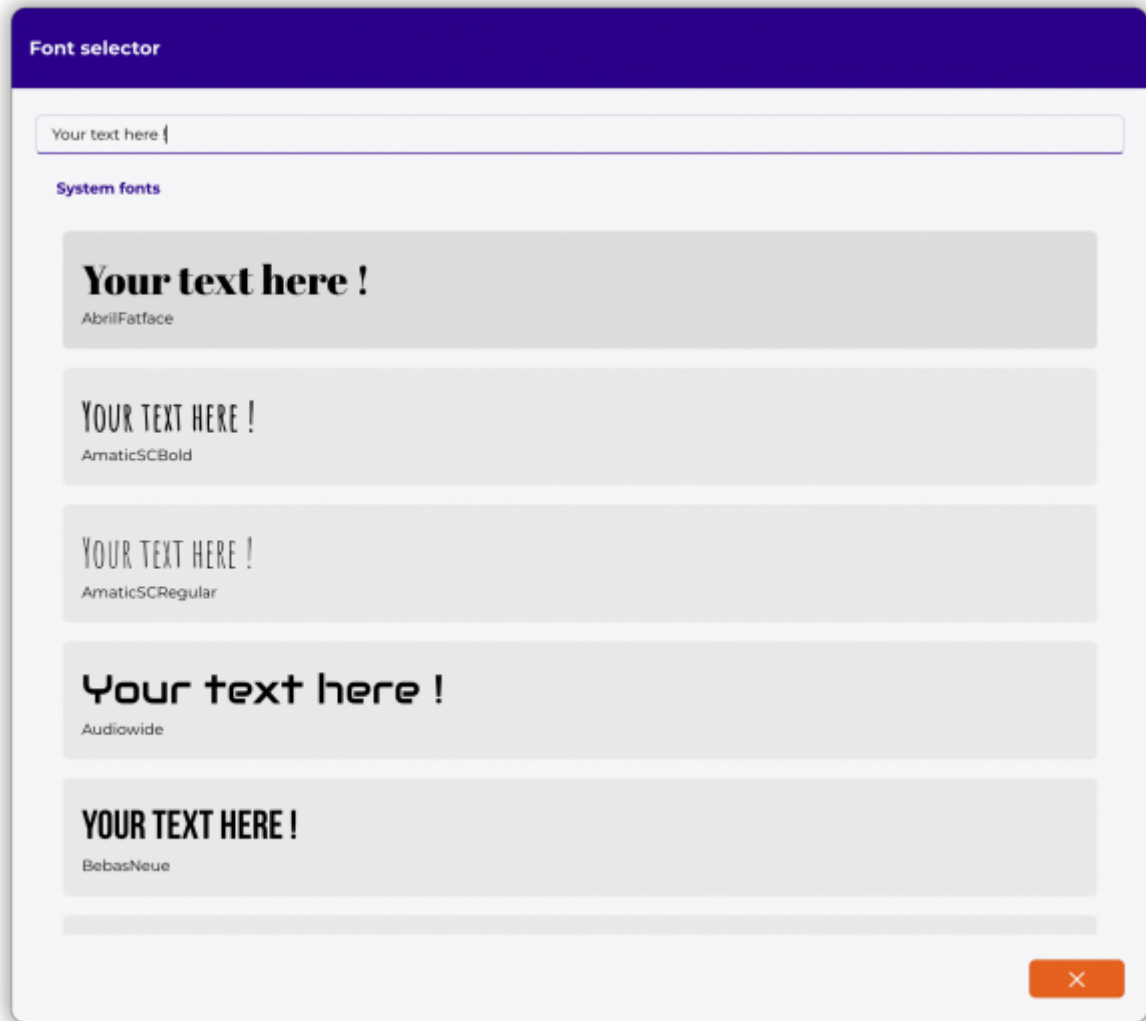 Font selector
Your text here !
System fonts
Your text here !
AbrilFatface
Your text here !
AmaticSCBold
Your text here !
AmaticSCRegular
Your text here !
Audiowide
YOUR TEXT HERE !
BebasNeue